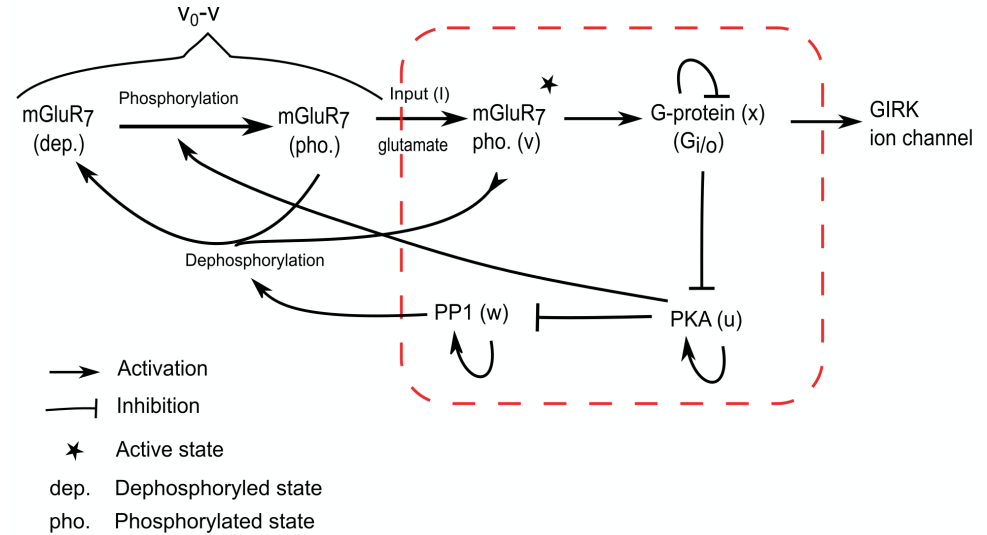 v0-v
mGluR7
(dep.)
Phosphorylation
mGluR7
(pho.)
Input (I)
glutamate
mGluR7
pho. (v)
G-protein (x)
(Gi/o)
GIRK
ion channel
Dephosphorylation
PP1 (w)
PKA (u)
Activation
Inhibition
Active state
dep. Dephosphoryled state
pho. Phosphorylated state